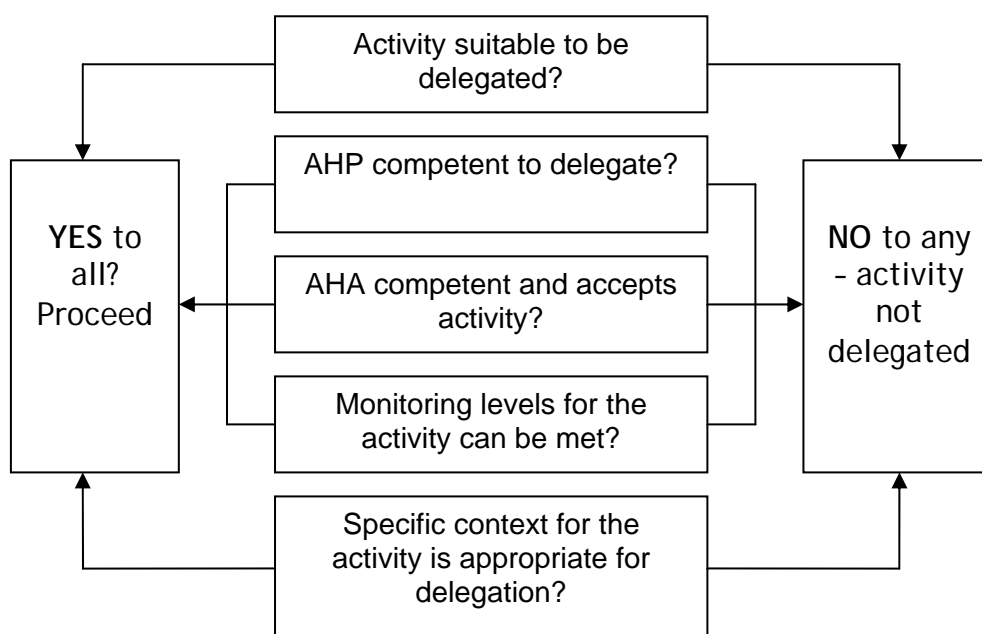 Activity suitable to be
delegated?
AHP competent to delegate?
YES to
all?
Proceed
AHA competent and accepts
activity?
NO to any
– activity
not
delegated
Monitoring levels for the
activity can be met?
Specific context for the
activity is appropriate for
delegation?